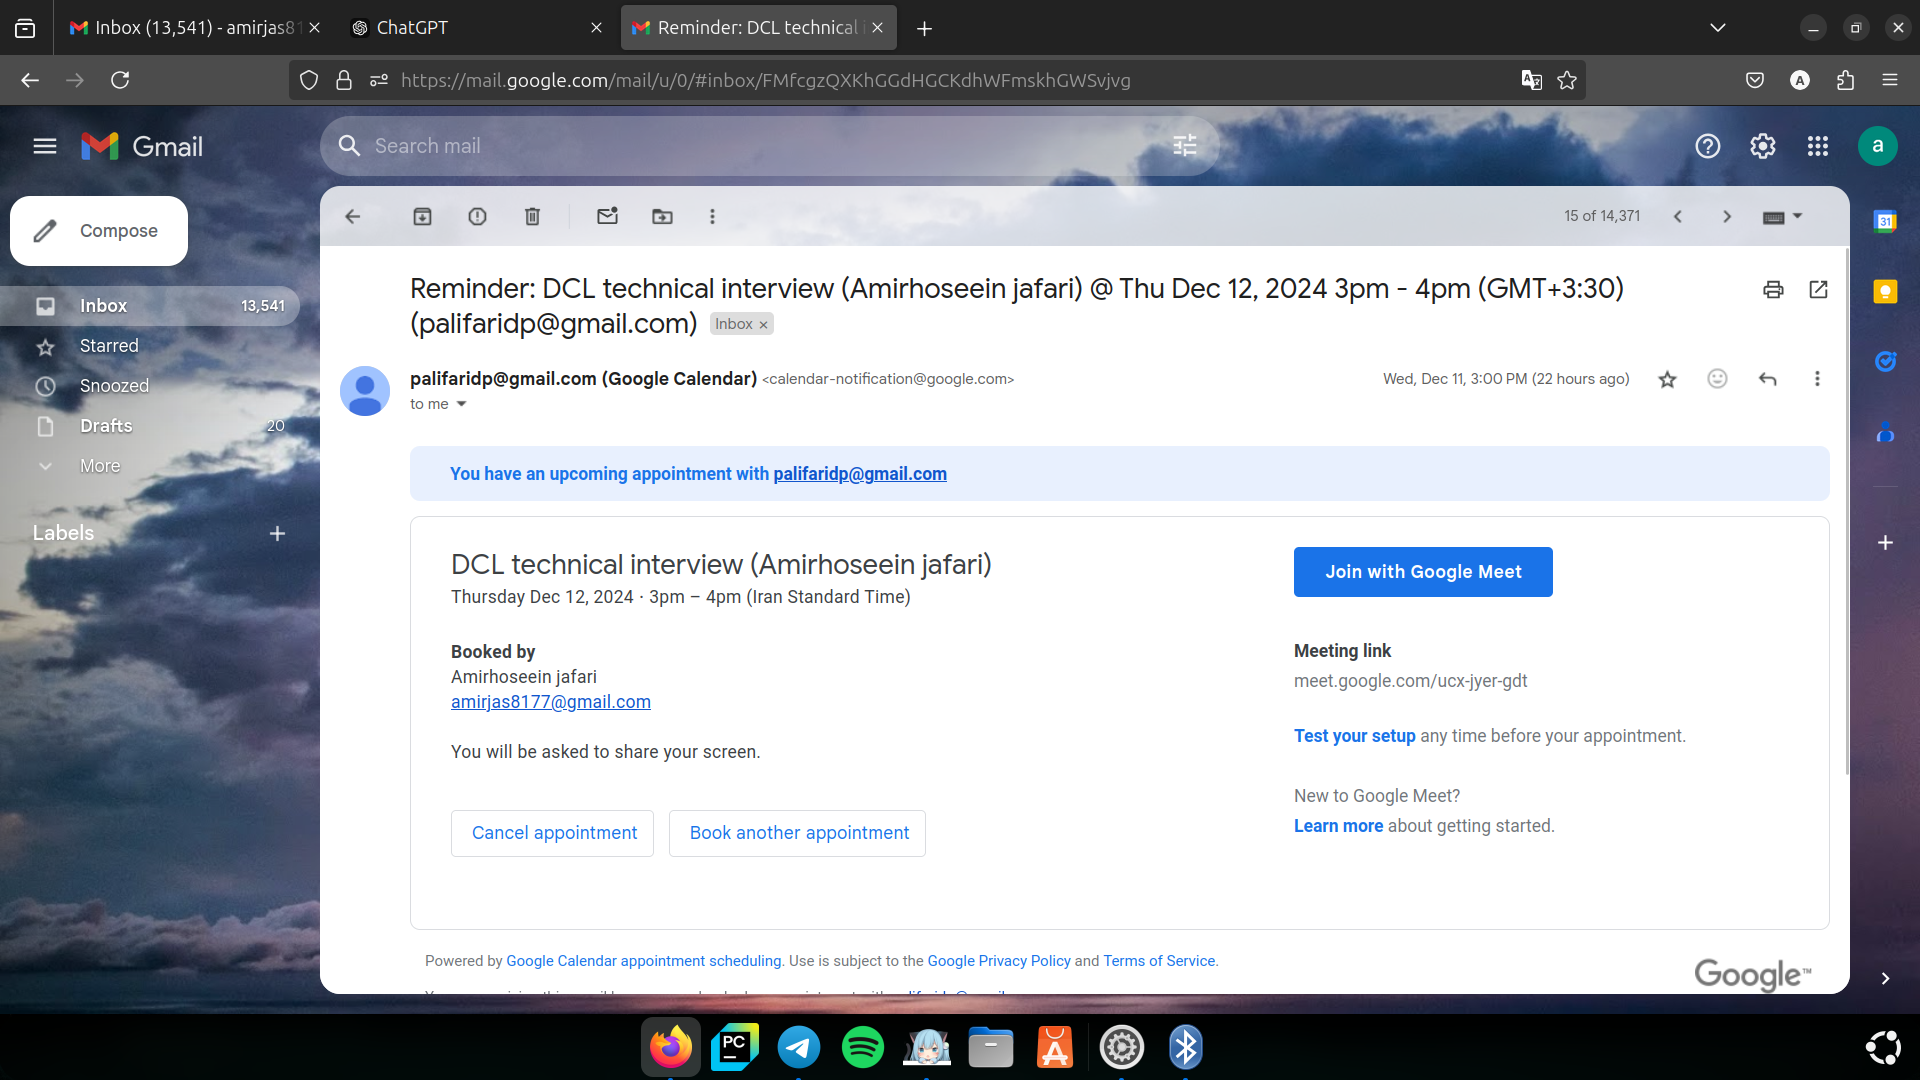 Inbox (13,541) - amirjas81
ChatGPT
Reminder: DCL technical i
https://mail.google.com/mail/u/0/#inbox/FMfcgzQXKhGGdHGCKdhWFmskhGWSvjvg
A
Gmail
Search mail
a
Compose
15 of 14,371
31
Inbox 13,541
Starred
Snoozed
Drafts 20
More
Labels
Reminder: DCL technical interview (Amirhoseein jafari) @ Thu Dec 12, 2024 3pm - 4pm (GMT+3:30)
(palifaridp@gmail.com) Inbox
palifaridp@gmail.com (Google Calendar) <calendar-notification@google.com>
Wed, Dec 11, 3:00 PM (22 hours ago)
to me
You have an upcoming appointment with palifaridp@gmail.com
DCL technical interview (Amirhoseein jafari)
Thursday Dec 12, 2024 · 3pm – 4pm (Iran Standard Time)
Booked by
Amirhoseein jafari
amirjas8177@gmail.com
You will be asked to share your screen.
Cancel appointment
Book another appointment
Join with Google Meet
Meeting link
meet.google.com/ucx-jyer-gdt
Test your setup any time before your appointment.
New to Google Meet?
Learn more about getting started.
Powered by Google Calendar appointment scheduling. Use is subject to the Google Privacy Policy and Terms of Service.
Google™
PC